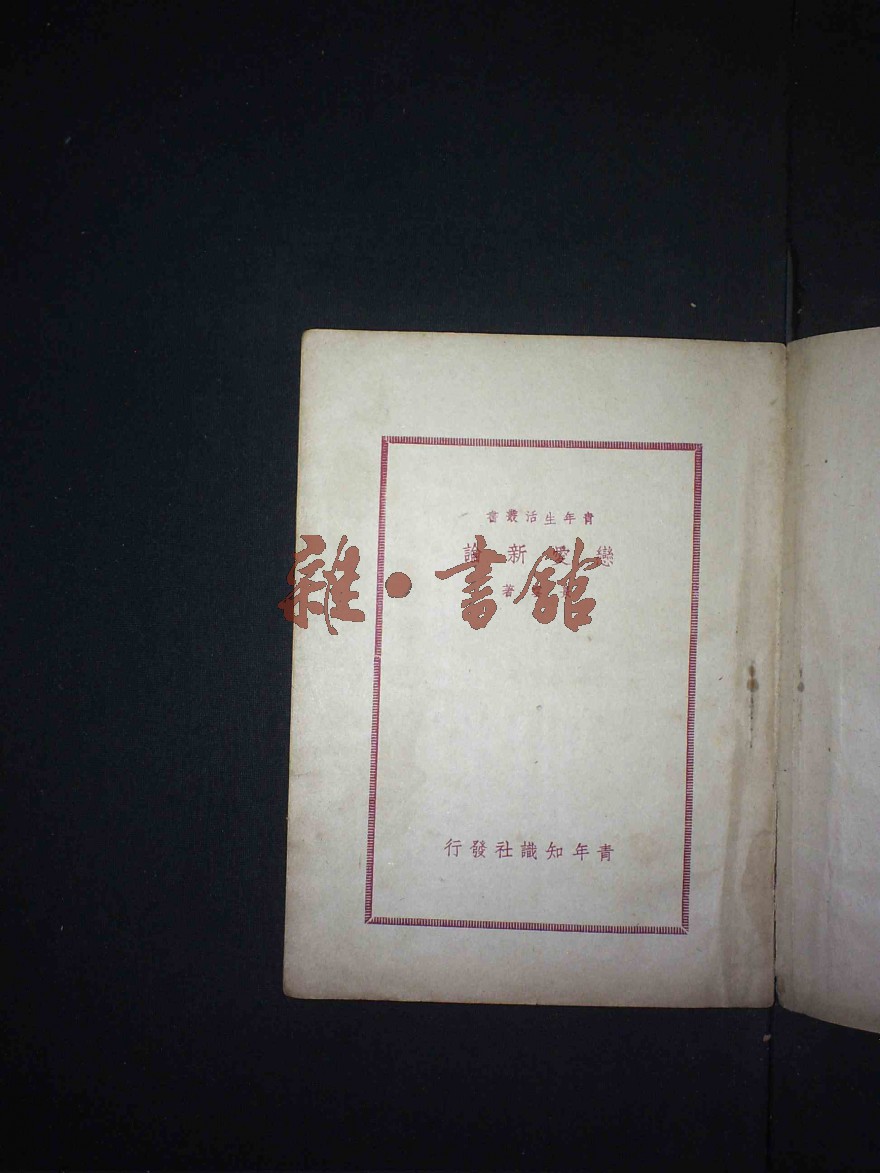 青年生活叢書
戀愛新論
著
青年知識社發行
雜·書館